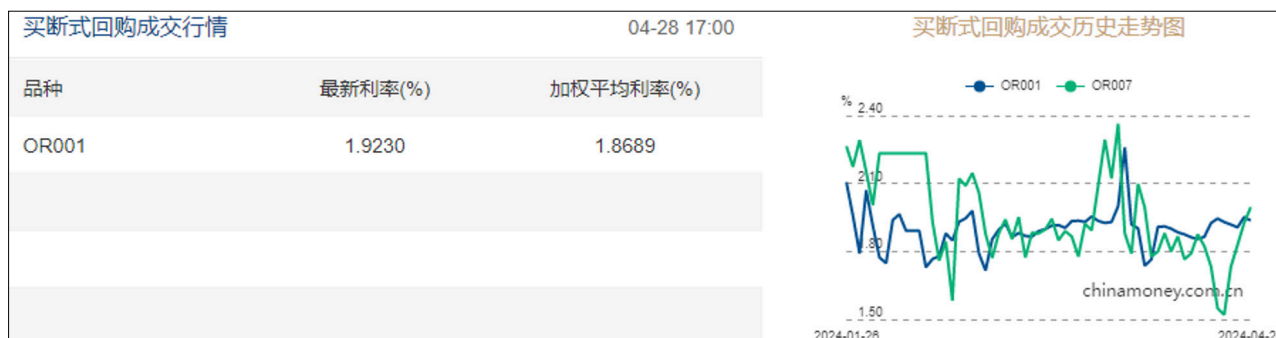 买断式回购成交行情 04-28 17:00
品种 最新利率(%) 加权平均利率(%)
OR001 1.9230 1.8689
买断式回购成交历史走势图
OR001 OR007
%
2.40
2.10
1.80
1.50
chinamoney.com.cn
2024-01-26
2024-04-2